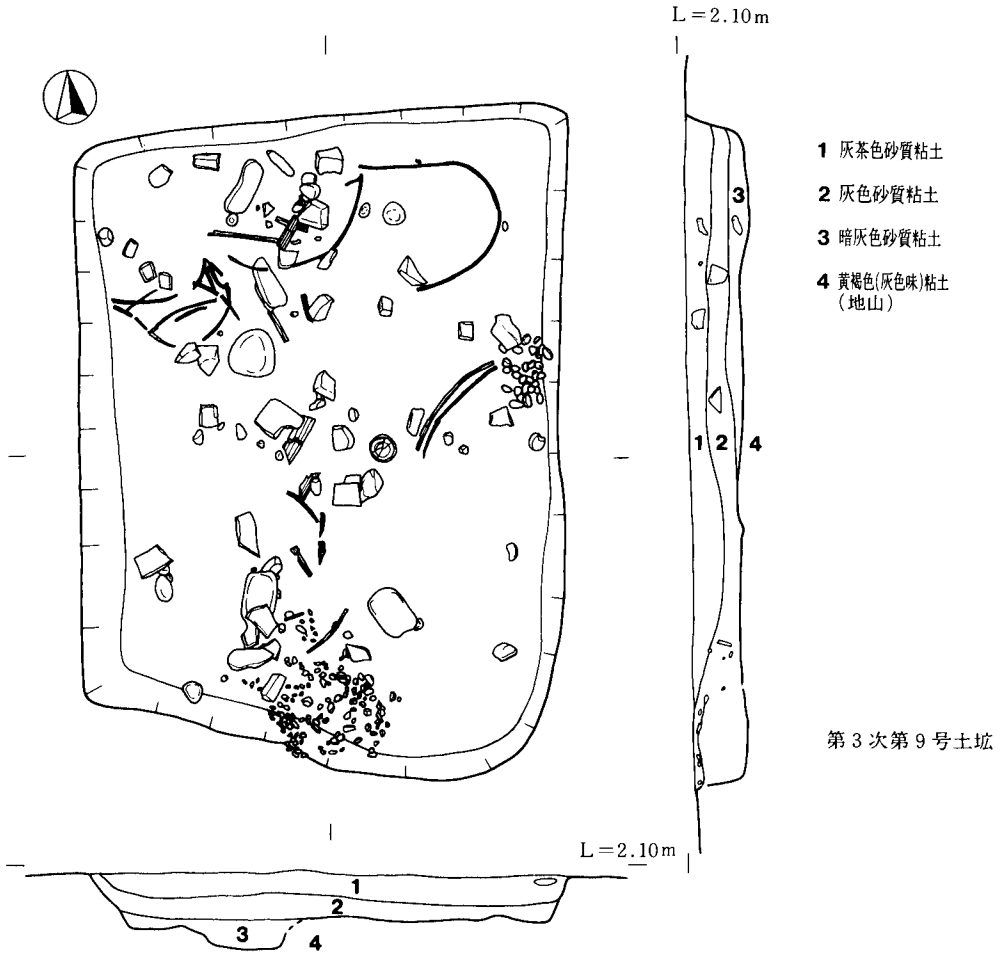 L=2.10m
1 灰茶色砂質粘土
2 灰色砂質粘土
3 暗灰色砂質粘土
4 黄褐色(灰色味)粘土
(地山)
3
1 2 4
第3次第9号土坑
L=2.10m
1
2
3 4